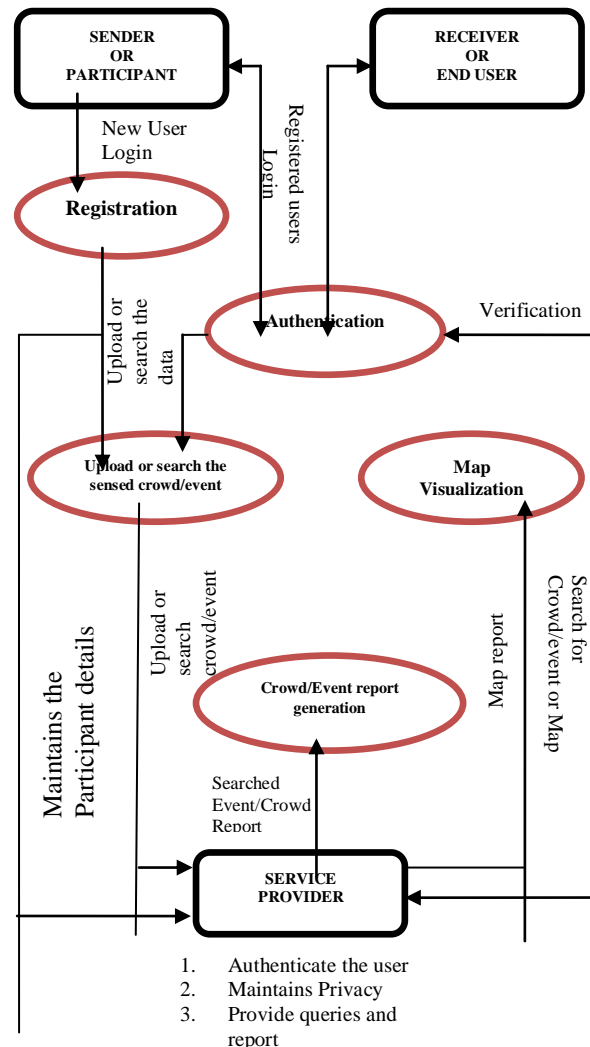 SENDER
OR
PARTICIPANT
RECEIVER
OR
END USER
New User
Login
Registered users
Login
Registration
Authentication
Verification
Upload or
search the
data
Upload or search the
sensed crowd/event
Map
Visualization
Upload or
search
crowd/event
Maintains the
Participant details
Crowd/Event report
generation
Map report
Search for
Crowd/event or Map
Searched
Event/Crowd
Report
SERVICE
PROVIDER
1. Authenticate the user
2. Maintains Privacy
3. Provide queries and
report